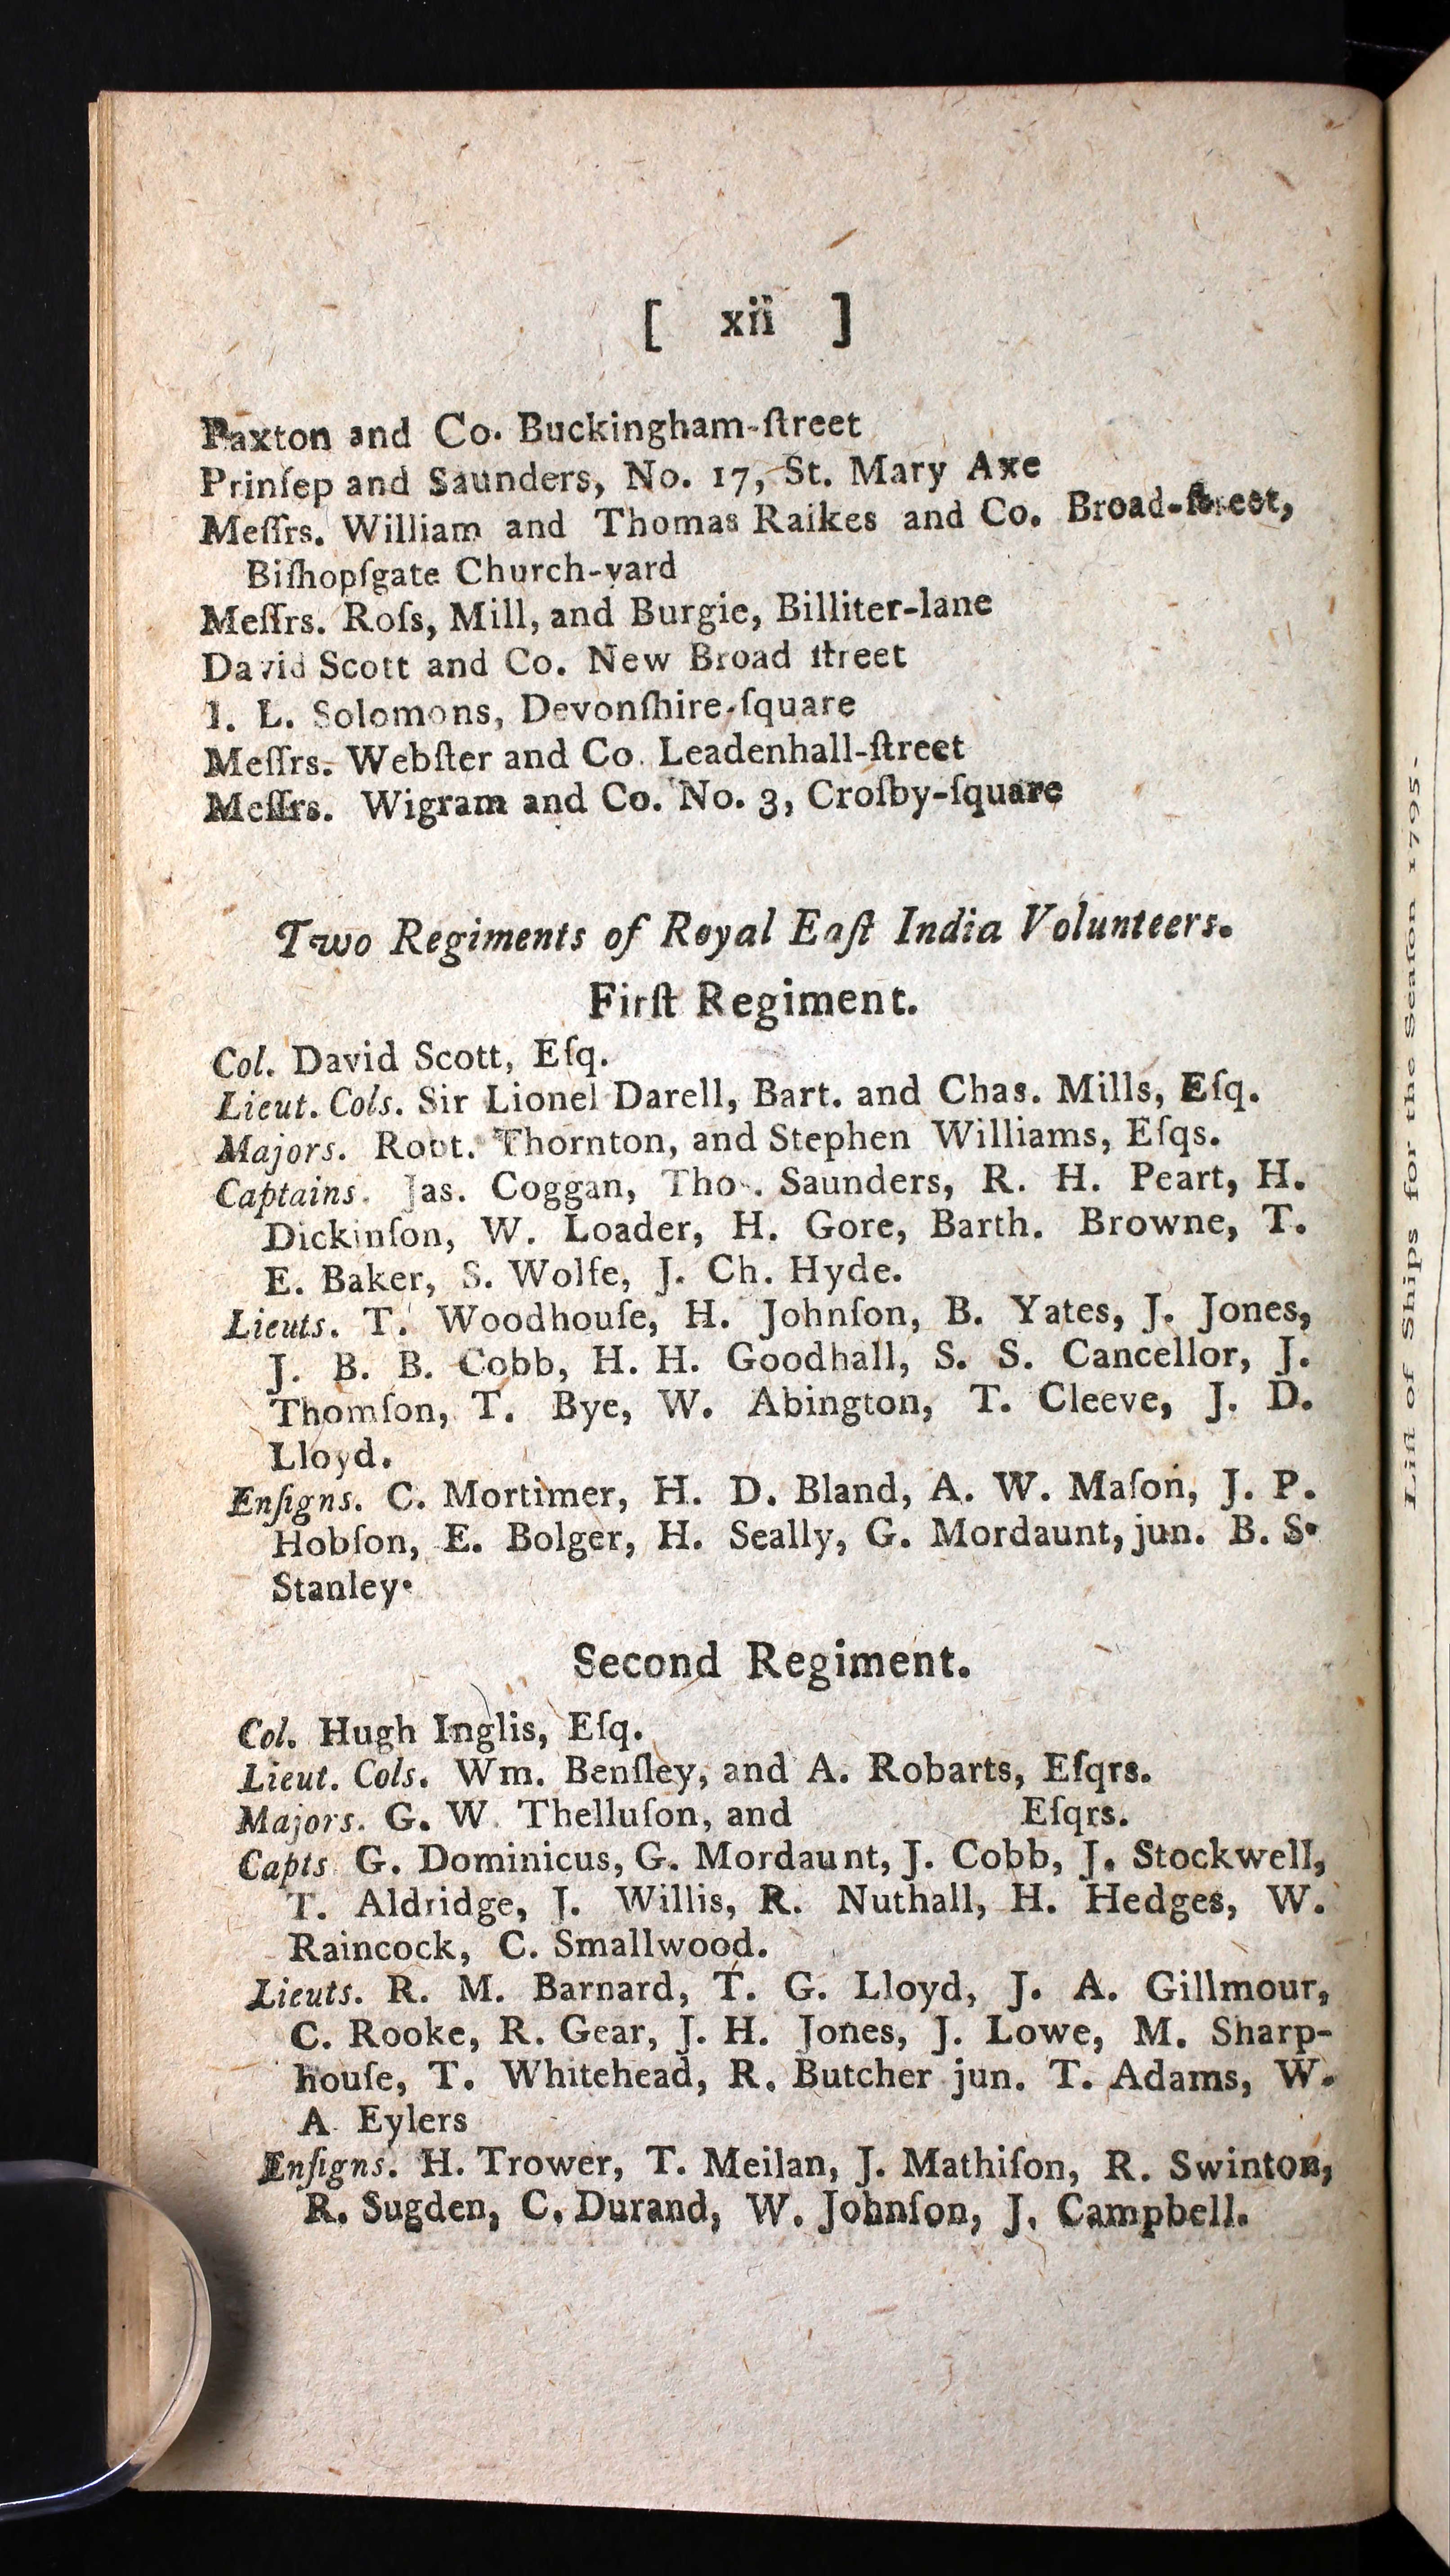 [ xii ]
Paxton and Co. Buckingham-ſtreet
Prinſep and Saunders, No. 17, St. Mary Axe
Meſſrs. William and Thomas Raikes and Co. Broad-ſtreet,
Biſhopſgate Church-yard
Meſſrs. Roſs, Mill, and Burgie, Billiter-lane
David Scott and Co. New Broad ſtreet
I. L. Solomons, Devonſhire-ſquare
Meſſrs. Webſter and Co. Leadenhall-ſtreet
Meſſrs. Wigram and Co. No. 3, Croſby-ſquare
Two Regiments of Royal Eaſt India Volunteers.
Firſt Regiment.
Col. David Scott, Eſq.
Lieut. Cols. Sir Lionel Darell, Bart. and Chas. Mills, Eſq.
Majors. Robt. Thornton, and Stephen Williams, Eſqs.
Captains. Jas. Coggan, Thos. Saunders, R. H. Peart, H.
Dickinſon, W. Loader, H. Gore, Barth. Browne, T.
E. Baker, S. Wolfe, J. Ch. Hyde.
Lieuts. T. Woodhouſe, H. Johnſon, B. Yates, J. Jones,
J. B. B. Cobb, H. H. Goodhall, S. S. Cancellor, J.
Thomſon, T. Bye, W. Abington, T. Cleeve, J. D.
Lloyd.
Enſigns. C. Mortimer, H. D. Bland, A. W. Maſon, J. P.
Hobſon, E. Bolger, H. Seally, G. Mordaunt, jun. B. S.
Stanley.
Second Regiment.
Col. Hugh Inglis, Eſq.
Lieut. Cols. Wm. Benſley, and A. Robarts, Eſqrs.
Majors. G. W. Thelluſon, and Eſqrs.
Capts G. Dominicus, G. Mordaunt, J. Cobb, J. Stockwell,
T. Aldridge, J. Willis, R. Nuthall, H. Hedges, W.
Raincock, C. Smallwood.
Lieuts. R. M. Barnard, T. G. Lloyd, J. A. Gillmour,
C. Rooke, R. Gear, J. H. Jones, J. Lowe, M. Sharp-
houſe, T. Whitehead, R. Butcher jun. T. Adams, W.
A Eylers
Enſigns. H. Trower, T. Meilan, J. Mathiſon, R. Swinton,
R. Sugden, C. Durand, W. Johnſon, J. Campbell.
Liſt of Ships for the Seaſon 1795.